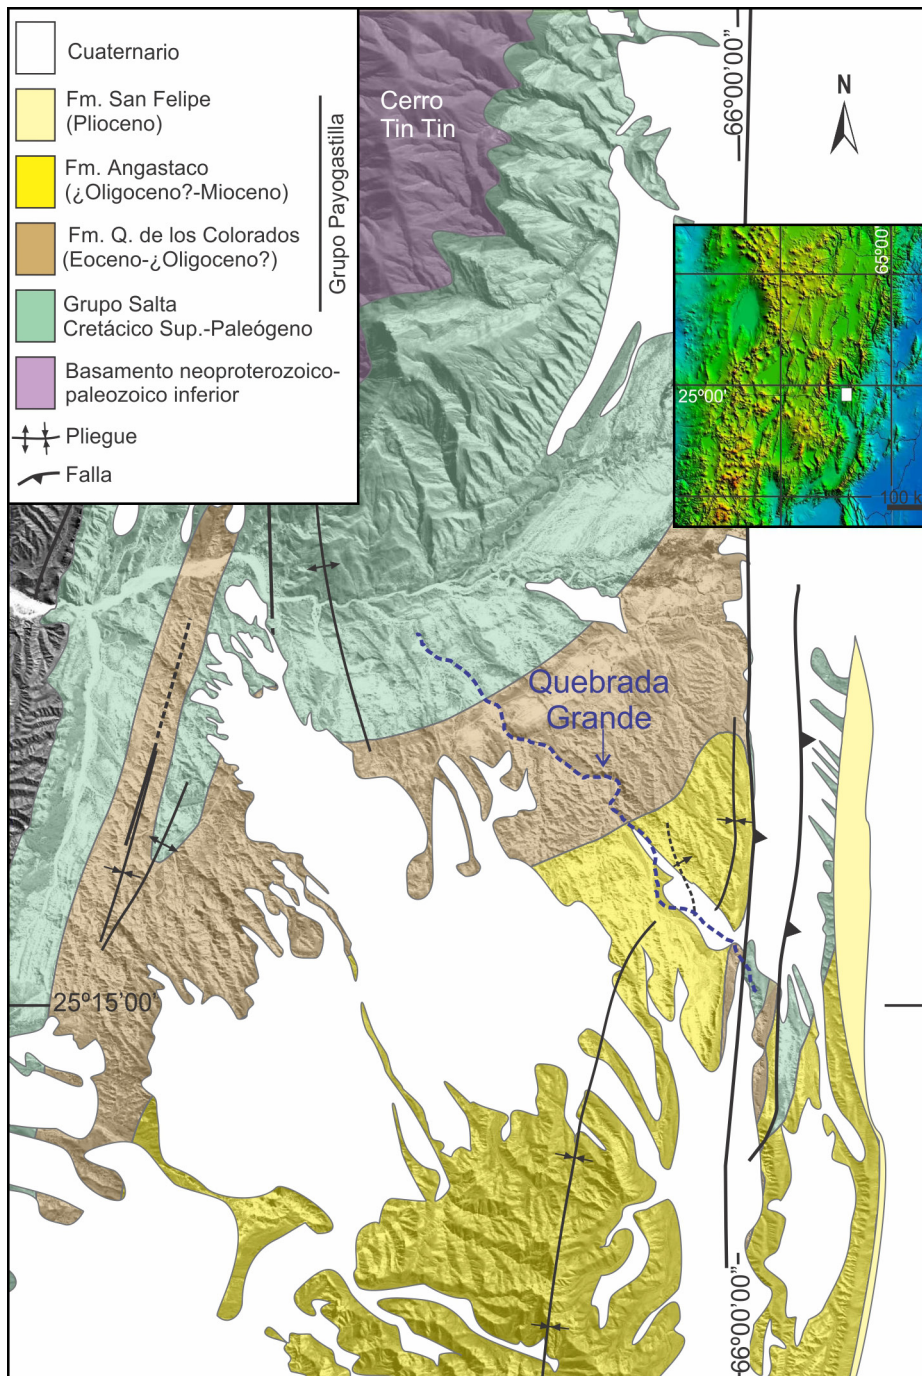 Cuaternario
Fm. San Felipe
(Plioceno)
Fm. Angastaco
(¿Oligoceno?-Mioceno)
Fm. Q. de los Colorados
(Eoceno-¿Oligoceno?)
Grupo Payogastilla
Grupo Salta
Cretácico Sup.-Paleógeno
Basamento neoproterozoico-
paleozoico inferior
Pliegue
Falla
Cerro
Tin Tin
66º00'00"
N
65º00'
25º00'
100 k
Quebrada
Grande
25º15'00'
66º00'00"